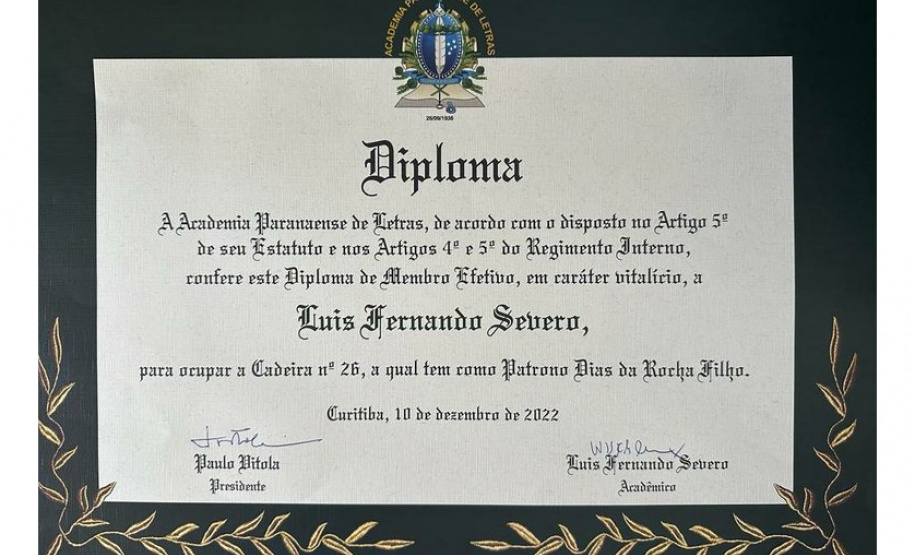 ACADEMIA PARANAENSE DE LETRAS
26/09/1936
Diploma
A Academia Paranaense de Letras, de acordo com o disposto no Artigo 5º
de seu Estatuto e nos Artigos 4º e 5º do Regimento Interno,
confere este Diploma de Membro Efetivo, em caráter vitalício, a
Luis Fernando Severo,
para ocupar a Cadeira nº 26, a qual tem como Patrono Dias da Rocha Filho.
Curitiba, 10 de dezembro de 2022
Paulo Vitola
Presidente
Luis Fernando Severo
Acadêmico